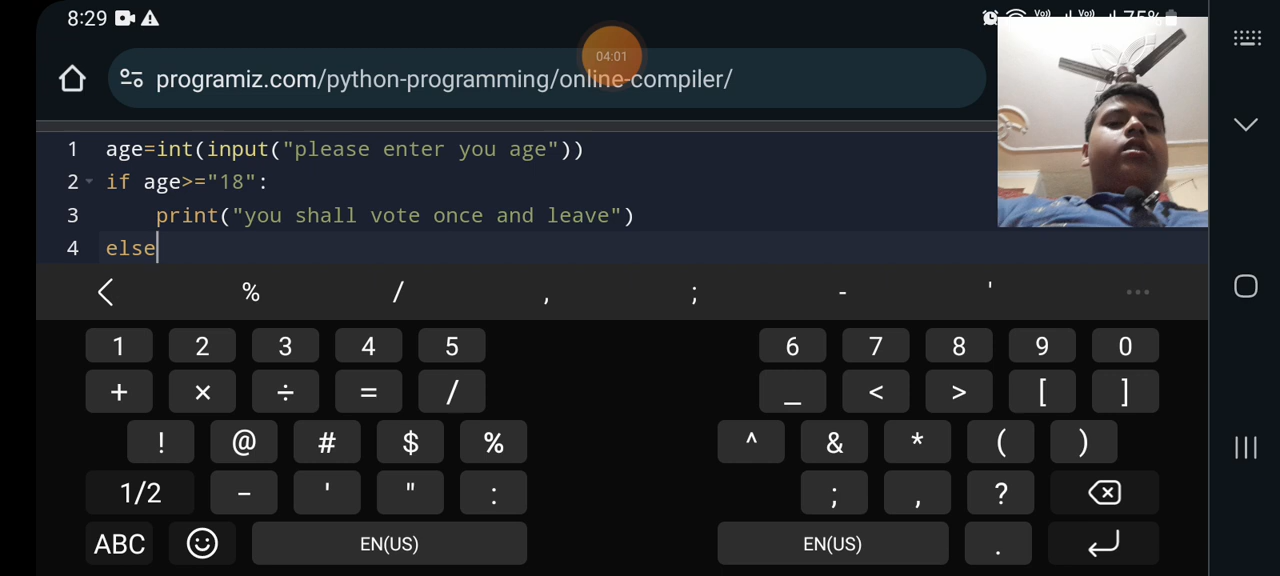 8:29
04:01
programiz.com/python-programming/online-compiler/
1 age=int(input("please enter you age"))
2 if age>="18":
3 print("you shall vote once and leave")
4 else
% / , ; - ' ...
1 2 3 4 5 6 7 8 9 0
+ × ÷ = / _ < > [ ]
! @ # $ % ^ & * ( )
1/2 - ' " : ; , ?
ABC EN(US) EN(US) .